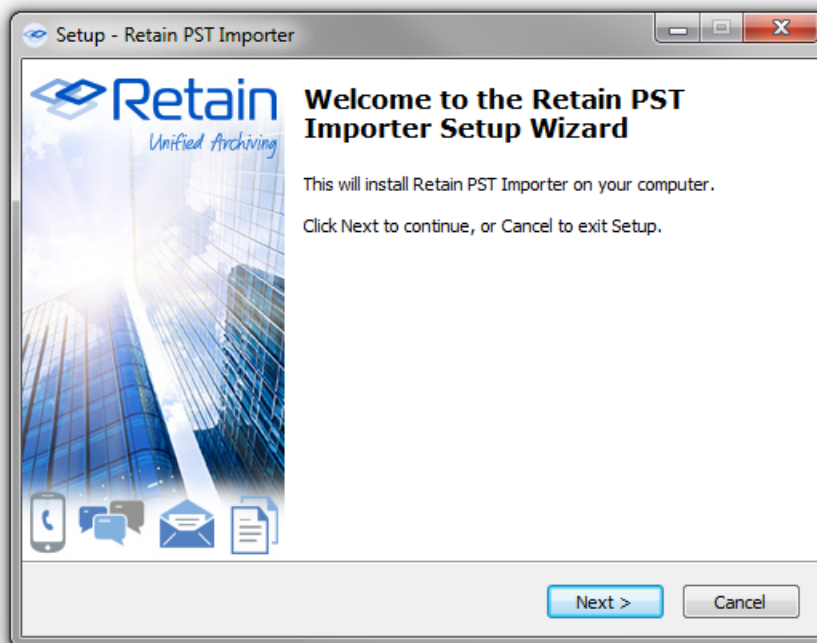 Setup - Retain PST Importer
Retain
Unified Archiving
Welcome to the Retain PST
Importer Setup Wizard
This will install Retain PST Importer on your computer.
Click Next to continue, or Cancel to exit Setup.
Next >
Cancel